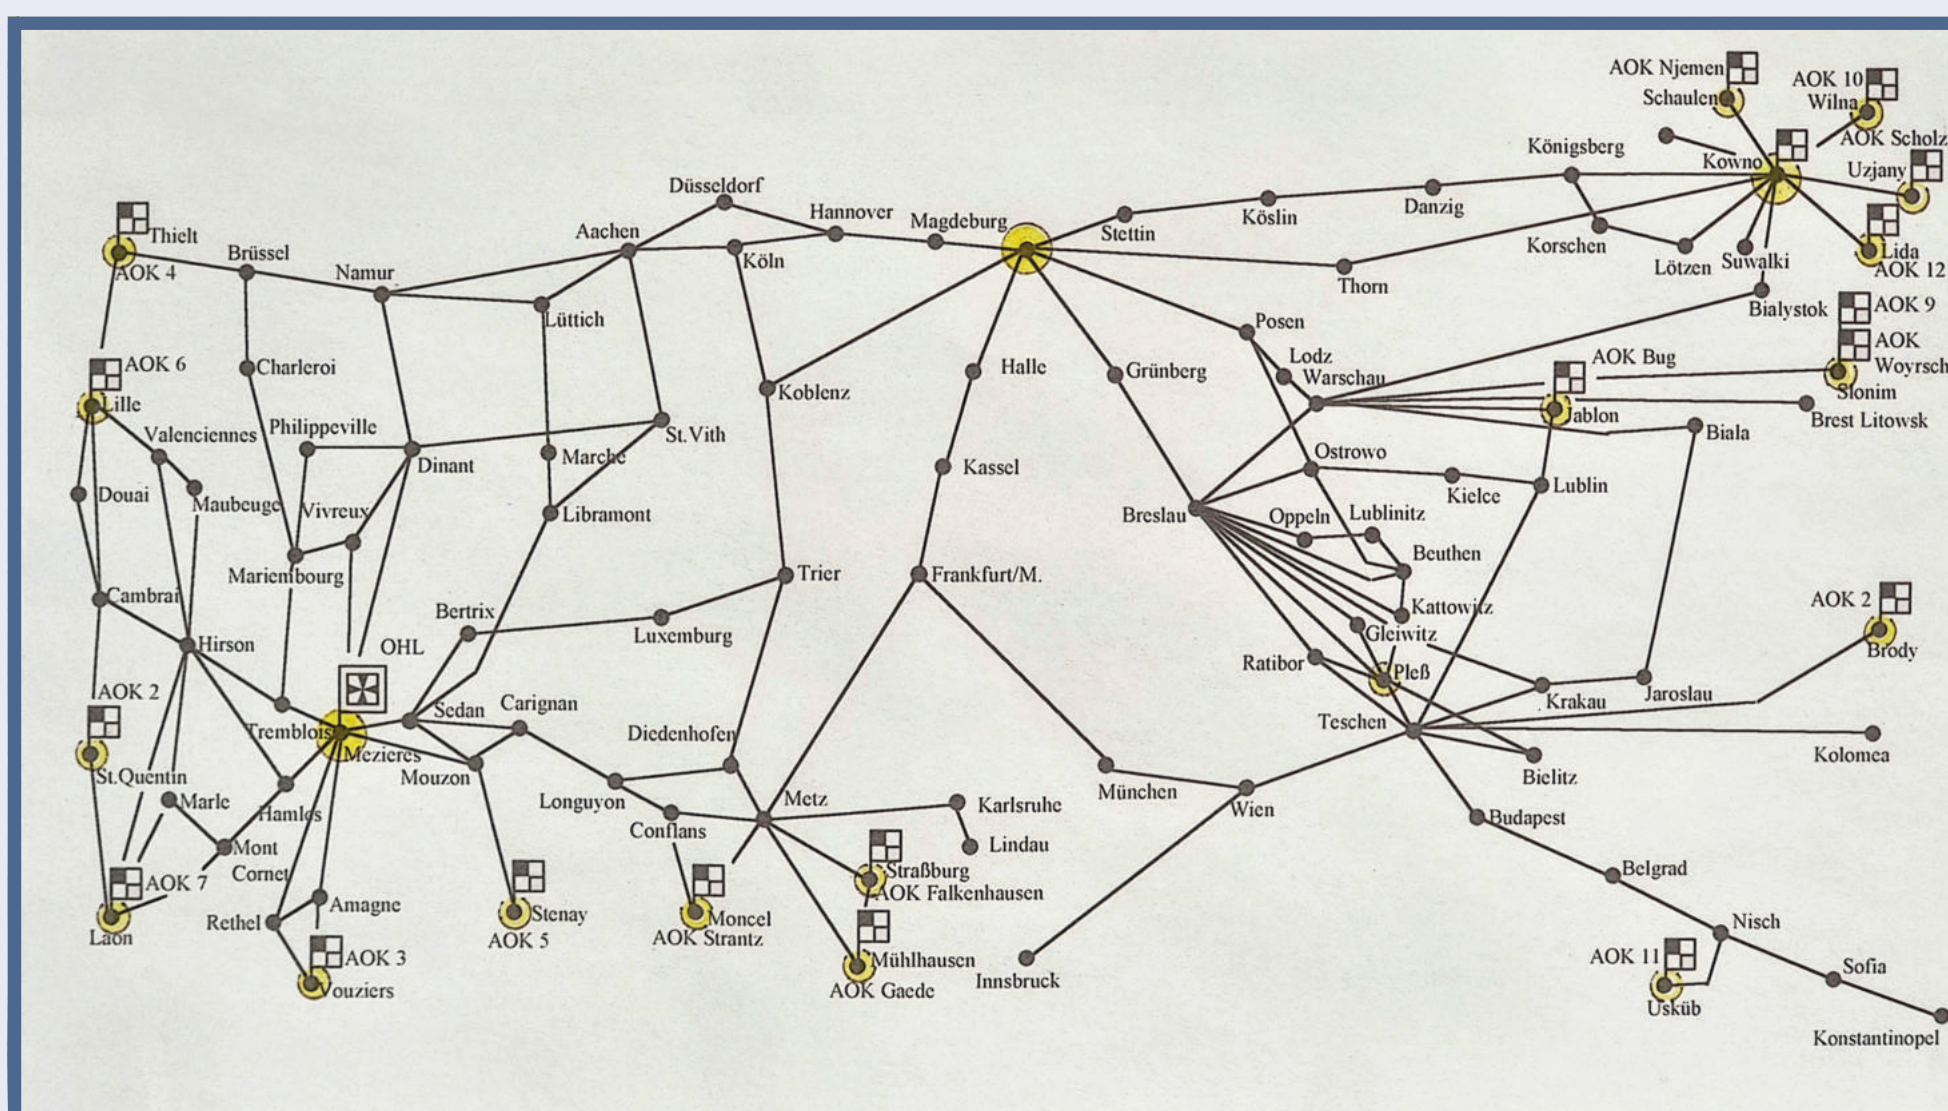 AOK Njemen
Schaulen
AOK 10
Wilna
AOK Scholz
Königsberg
Kowno
Uzjany
Düsseldorf
Hannover
Magdeburg
Stettin
Köslin
Danzig
Korschen
Lötzen
Suwalki
Lida
AOK 12
Thielt
AOK 4
Brüssel
Namur
Aachen
Köln
Thorn
Bialystok
AOK 9
Lüttich
Posen
AOK
Woyrsch
Slonim
AOK 6
Lille
Charleroi
Koblenz
Halle
Grünberg
Lodz
Warschau
AOK Bug
Jablon
Brest Litowsk
Biala
Valenciennes
Philippeville
Dinant
St.Vith
Marche
Kassel
Ostrowo
Kielce
Lublin
Douai
Maubeuge
Vivreux
Libramont
Breslau
Oppeln
Lublinitz
Beuthen
Mariembourg
Trier
Frankfurt/M.
Cambrai
Bertrix
Luxemburg
Kattowitz
Gleiwitz
AOK 2
Brody
Hirson
OHL
Ratibor
Pleß
AOK 2
Sedan
Carignan
Krakau
Jaroslau
Tremblois
Mezieres
Mouzon
Diedenhofen
Teschen
Kolomea
St.Quentin
Bielitz
Marle
Hamles
Longuyon
Conflans
Metz
Karlsruhe
Lindau
München
Wien
Budapest
Mont
Cornet
AOK 7
Laon
Straßburg
AOK Falkenhausen
Belgrad
Rethel
Amagne
Stenay
AOK 5
Moncel
AOK Strantz
Nisch
AOK 3
Vouziers
Mühlhausen
AOK Gaede
Innsbruck
AOK 11
Usküb
Sofia
Konstantinopel